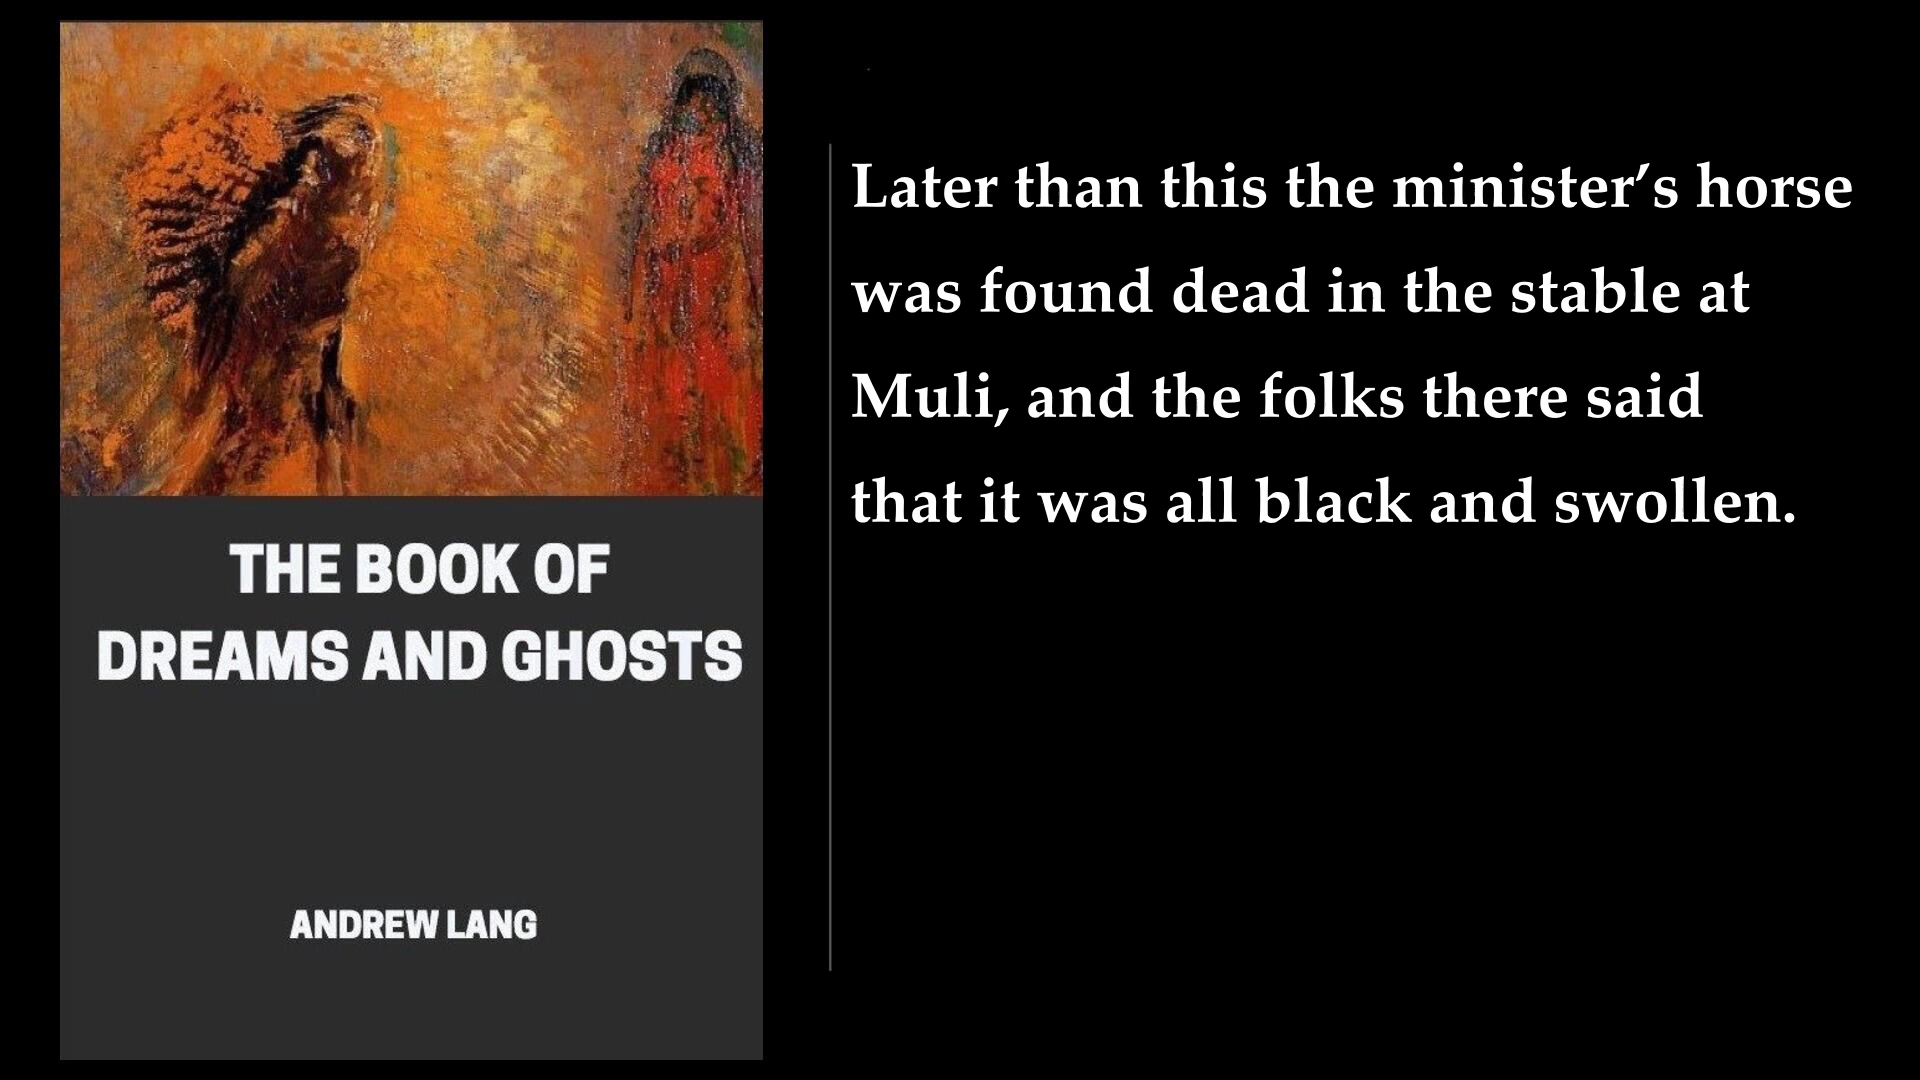 THE BOOK OF
DREAMS AND GHOSTS
ANDREW LANG
Later than this the minister’s horse
was found dead in the stable at
Muli, and the folks there said
that it was all black and swollen.